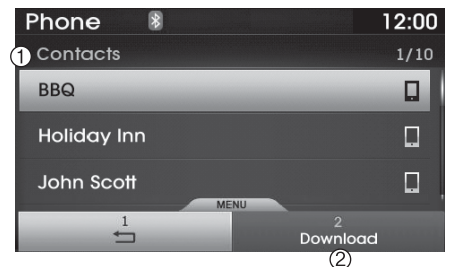 Phone 12:00
① Contacts 1/10
BBQ
Holiday Inn
John Scott
MENU
1 2
Download
②